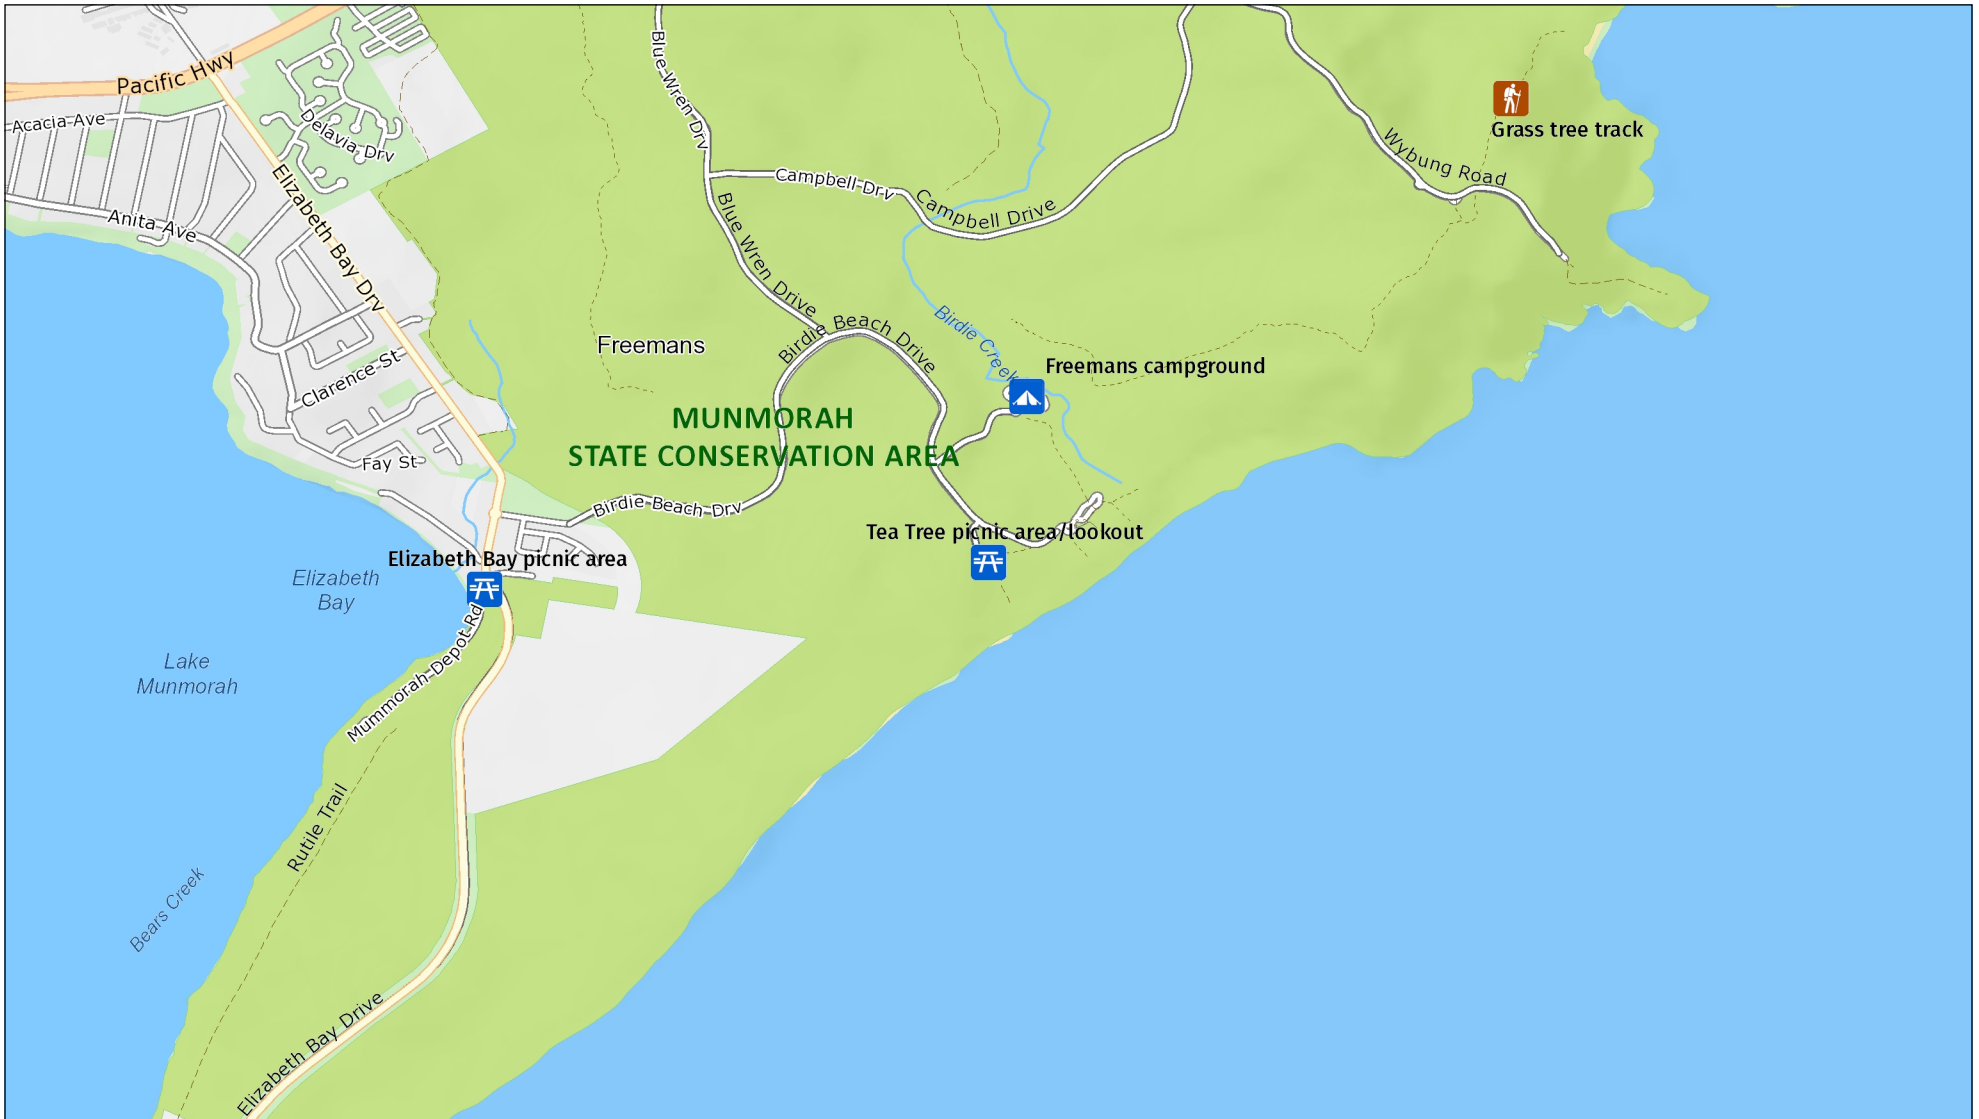 Pacific Hwy
Blue Wren Drv
Acacia Ave
Delavia Drv
Grass tree track
Wybung Road
Elizabeth Bay Drv
Campbell Drv
Campbell Drive
Anita Ave
Blue Wren Drive
Birdie Beach Drive
Birdie Creek
Freemans
Clarence St
Freemans campground
MUNMORAH
STATE CONSERVATION AREA
Fay St
Birdie Beach Drv
Tea Tree picnic area/lookout
Elizabeth Bay picnic area
Elizabeth
Bay
Mummorah Depot Rd
Lake
Munmorah
Rutile Trail
Bears Creek
Elizabeth Bay Drive